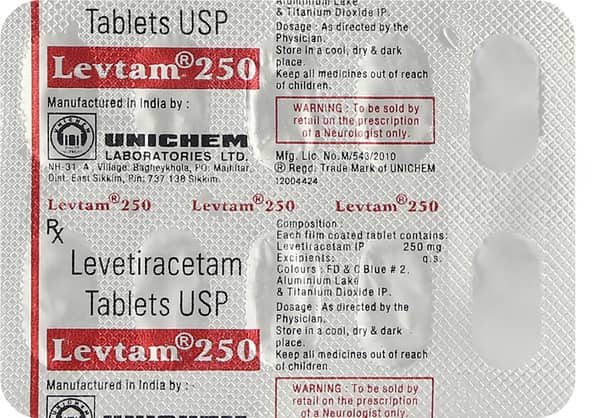 Tablets USP
Levtam® 250
Manufactured in India by :
UNICHEM
UNICHEM
LABORATORIES LTD.
NH-31 A, Village: Bagheykhola, PO: Majhitar,
Dist. East Sikkim, Pin: 737 136 Sikkim.
Aluminium Lake
& Titanium Dioxide IP.
Dosage : As directed by the
Physician.
Store in a cool, dry & dark
place.
Keep all medicines out of reach
of children.
WARNING : To be sold by
retail on the prescription
of a Neurologist only.
Mfg. Lic. No. M/543/2010
® Regd. Trade Mark of UNICHEM
12004424
Levtam® 250 Levtam® 250 Levtam® 250
Rx
Levetiracetam
Tablets USP
Levtam® 250
Manufactured in India by :
UNICHEM
Composition
Each film coated tablet contains:
Levetiracetam IP 250 mg
Excipients: q.s.
Colours : FD & C Blue # 2,
Aluminium Lake
& Titanium Dioxide IP.
Dosage : As directed by the
Physician.
Store in a cool, dry & dark
place.
Keep all medicines out of reach
of children.
WARNING : To be sold by
retail on the prescription
of a Neurologist only.